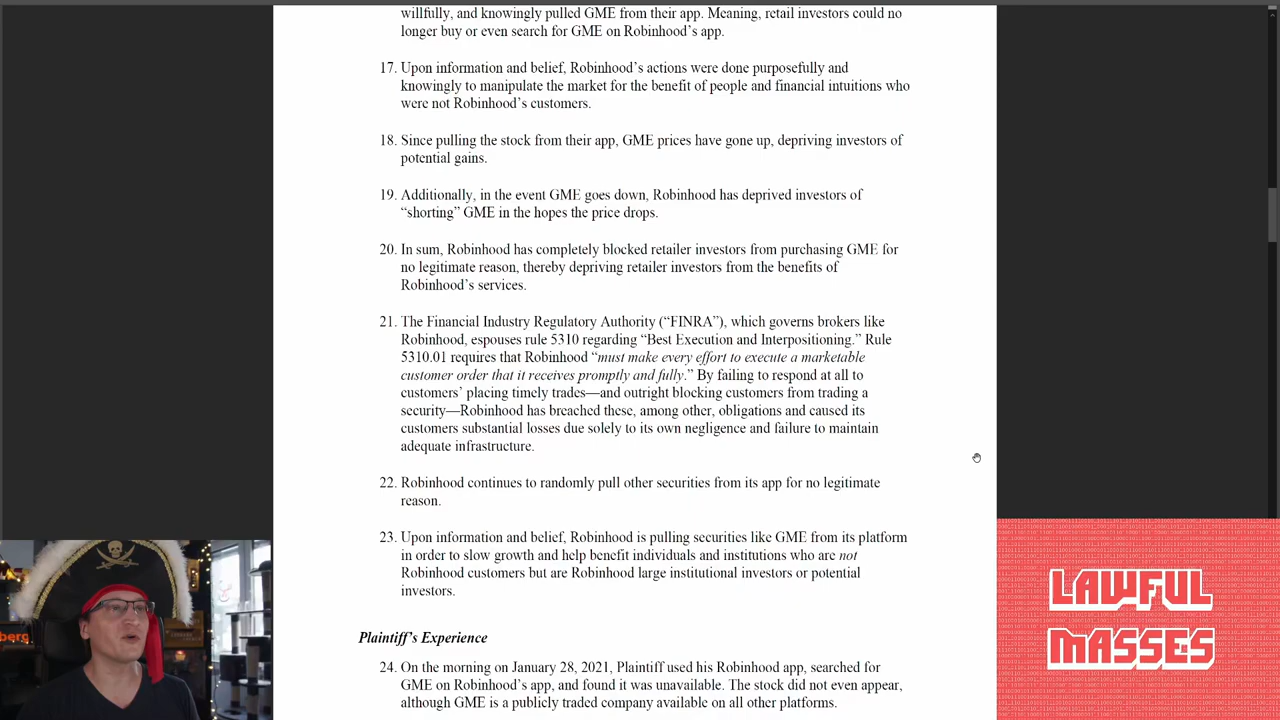 willfully, and knowingly pulled GME from their app. Meaning, retail investors could no
longer buy or even search for GME on Robinhood’s app.
17. Upon information and belief, Robinhood’s actions were done purposefully and
knowingly to manipulate the market for the benefit of people and financial intuitions who
were not Robinhood’s customers.
18. Since pulling the stock from their app, GME prices have gone up, depriving investors of
potential gains.
19. Additionally, in the event GME goes down, Robinhood has deprived investors of
“shorting” GME in the hopes the price drops.
20. In sum, Robinhood has completely blocked retailer investors from purchasing GME for
no legitimate reason, thereby depriving retailer investors from the benefits of
Robinhood’s services.
21. The Financial Industry Regulatory Authority (“FINRA”), which governs brokers like
Robinhood, espouses rule 5310 regarding “Best Execution and Interpositioning.” Rule
5310.01 requires that Robinhood “must make every effort to execute a marketable
customer order that it receives promptly and fully.” By failing to respond at all to
customers’ placing timely trades—and outright blocking customers from trading a
security—Robinhood has breached these, among other, obligations and caused its
customers substantial losses due solely to its own negligence and failure to maintain
adequate infrastructure.
22. Robinhood continues to randomly pull other securities from its app for no legitimate
reason.
23. Upon information and belief, Robinhood is pulling securities like GME from its platform
in order to slow growth and help benefit individuals and institutions who are not
Robinhood customers but are Robinhood large institutional investors or potential
investors.
Plaintiff’s Experience
24. On the morning on January 28, 2021, Plaintiff used his Robinhood app, searched for
GME on Robinhood’s app, and found it was unavailable. The stock did not even appear,
although GME is a publicly traded company available on all other platforms.
LAWFUL
MASSES